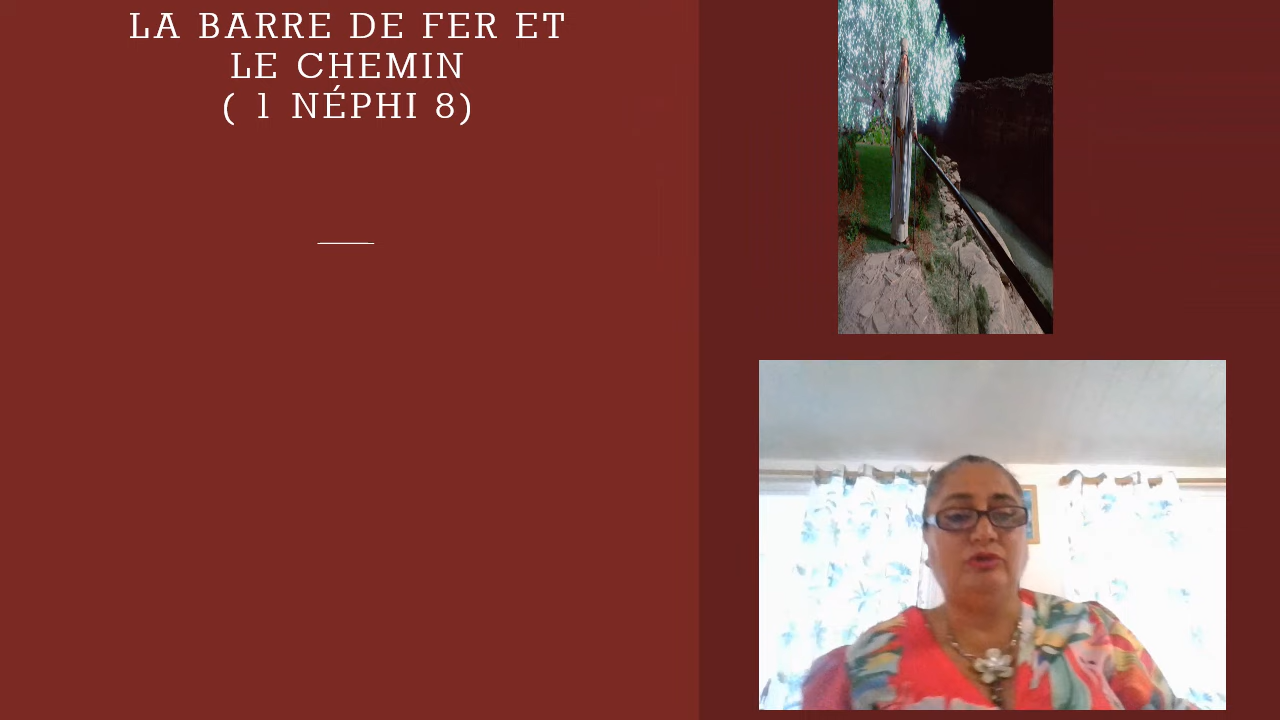 LA BARRE DE FER ET
LE CHEMIN
( 1 NÉPHI 8)